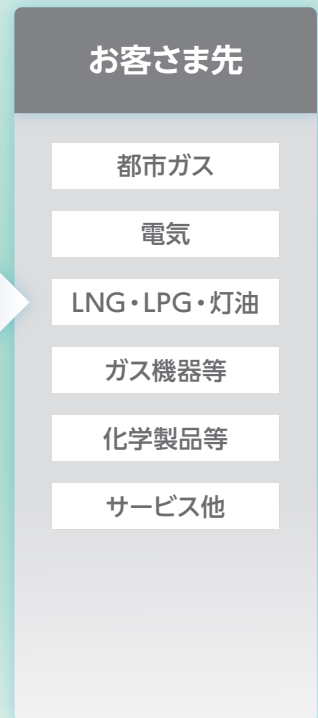 お客さま先
都市ガス
電気
LNG・LPG・灯油
ガス機器等
化学製品等
サービス他